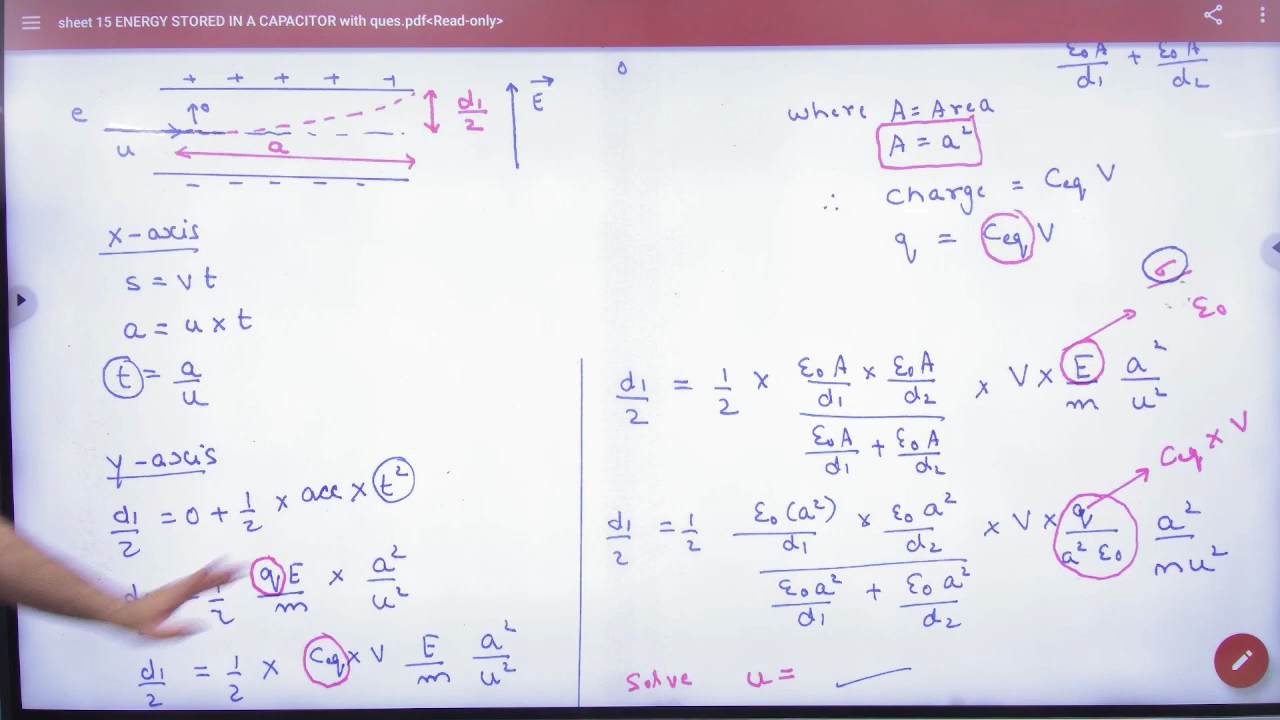 sheet 15 ENERGY STORED IN A CAPACITOR with ques.pdf<Read-only>
+ + + + +
e
u
a
d₁/2
E⃗
- - - - -
x-axis
s = v t
a = u × t
t = a/u
y-axis
d₁/2 = 0 + 1/2 × acc × t²
1/2 qE/m × a²/u²
d₁/2 = 1/2 × Ceq × V E/m a²/u²
ε₀A/d₁ + ε₀A/d₂
where A = Area
A = a²
∴ charge = Ceq V
q = Ceq V
σ
ε₀
d₁/2 = 1/2 × (ε₀A/d₁ × ε₀A/d₂)/(ε₀A/d₁ + ε₀A/d₂) × V × E/m a²/u²
Ceq × V
d₁/2 = 1/2 (ε₀(a²)/d₁ × ε₀a²/d₂)/(ε₀a²/d₁ + ε₀a²/d₂) × V × q/(a² ε₀) a²/(mu²)
Solve u =